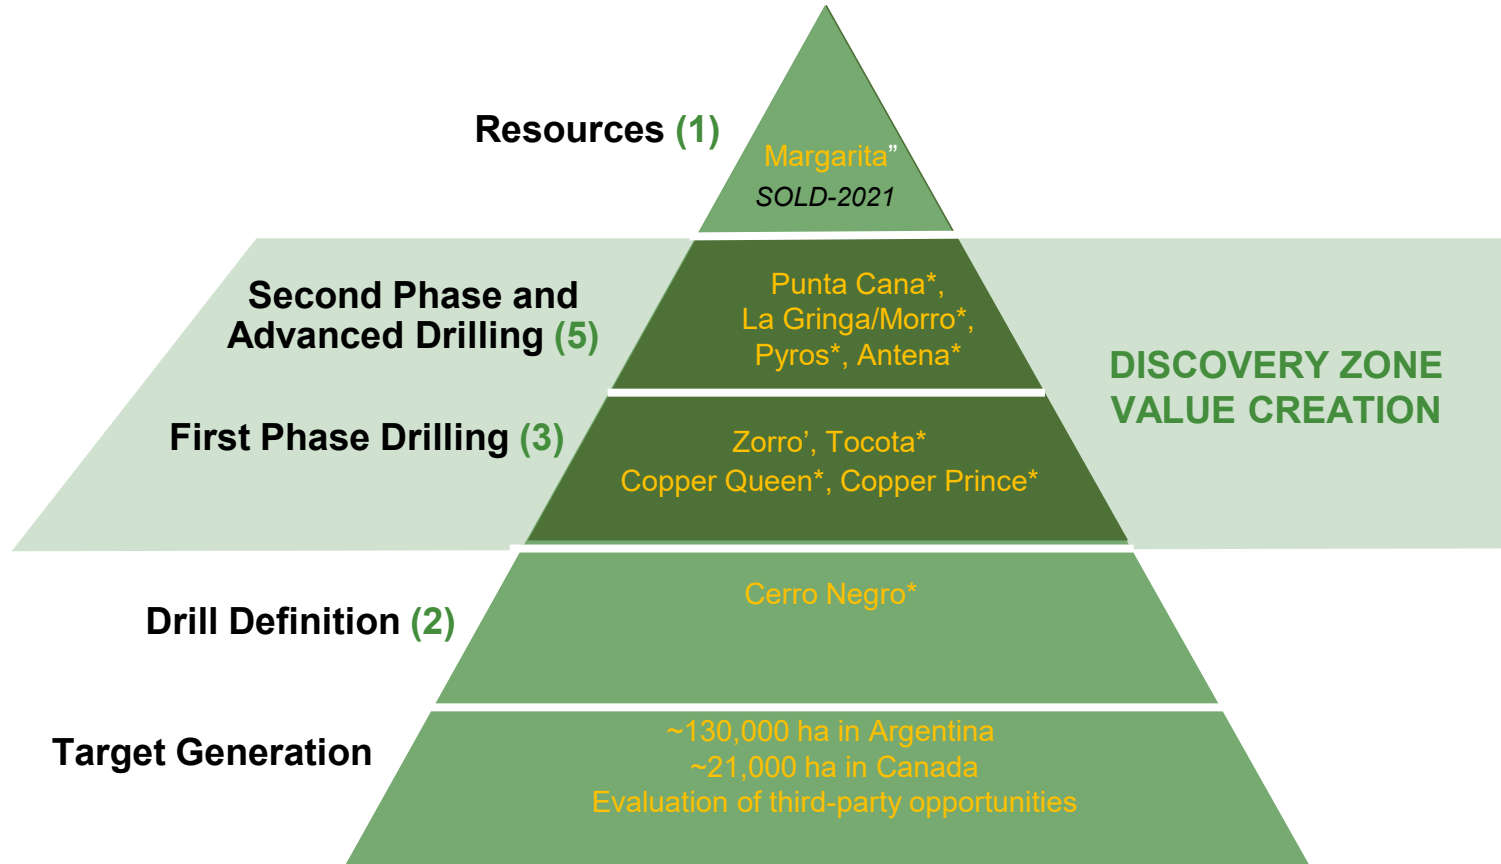 Resources (1)
Margarita”
SOLD-2021
Second Phase and
Advanced Drilling (5)
Punta Cana*,
La Gringa/Morro*,
Pyros*, Antena*
DISCOVERY ZONE
VALUE CREATION
First Phase Drilling (3)
Zorro’, Tocota*
Copper Queen*, Copper Prince*
Drill Definition (2)
Cerro Negro*
Target Generation
~130,000 ha in Argentina
~21,000 ha in Canada
Evaluation of third-party opportunities